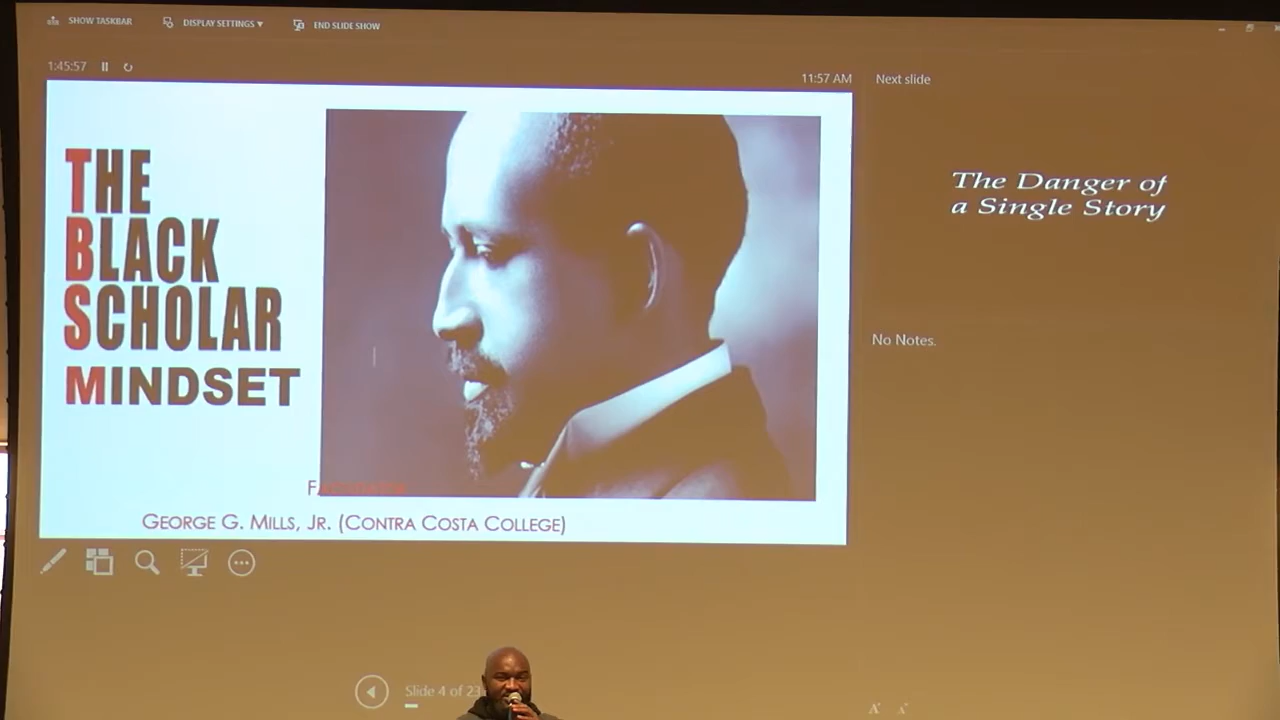 SHOW TASKBAR DISPLAY SETTINGS ▼ END SLIDE SHOW
1:45:57
11:57 AM
THE
BLACK
SCHOLAR
MINDSET
GEORGE G. MILLS, JR. (CONTRA COSTA COLLEGE)
Slide 4 of 23
Next slide
The Danger of
a Single Story
No Notes.
A A